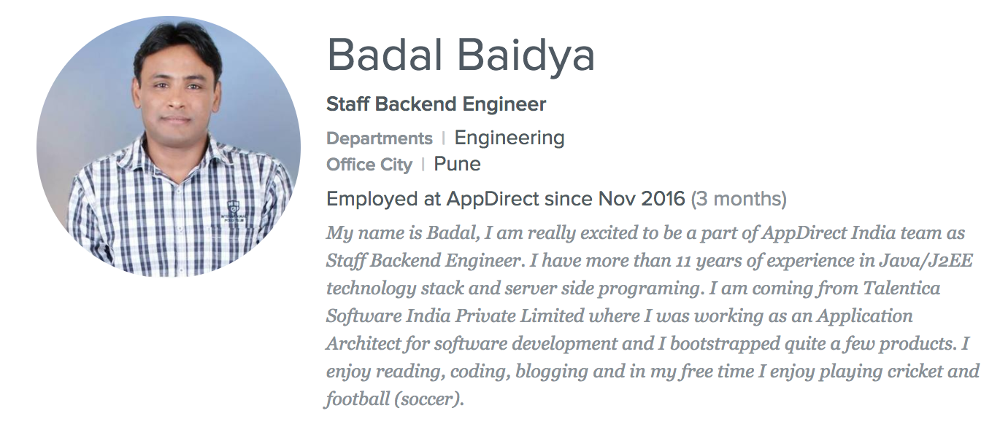 Badal Baidya
Staff Backend Engineer
Departments | Engineering
Office City | Pune
Employed at AppDirect since Nov 2016 (3 months)
My name is Badal, I am really excited to be a part of AppDirect India team as
Staff Backend Engineer. I have more than 11 years of experience in Java/J2EE
technology stack and server side programing. I am coming from Talentica
Software India Private Limited where I was working as an Application
Architect for software development and I bootstrapped quite a few products. I
enjoy reading, coding, blogging and in my free time I enjoy playing cricket and
football (soccer).